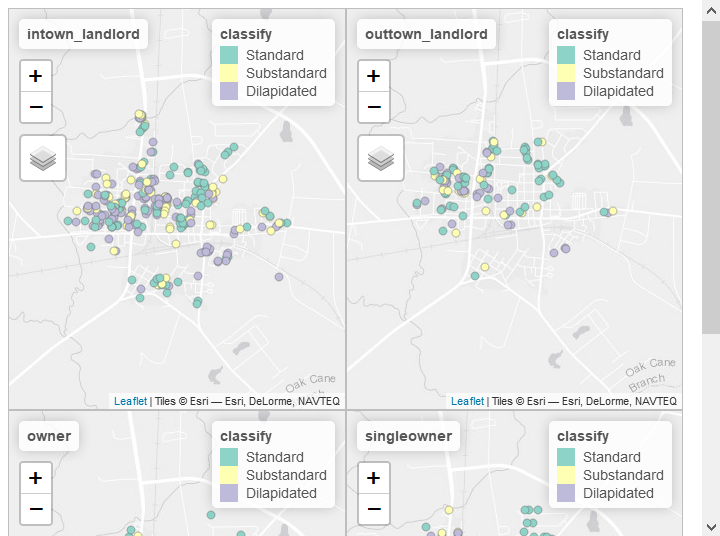 intown_landlord
classify
Standard
Substandard
Dilapidated
+
−
Oak Cane
Leaflet | Tiles © Esri — Esri, DeLorme, NAVTEQ
outtown_landlord
classify
Standard
Substandard
Dilapidated
+
−
Oak Cane
Branch
Leaflet | Tiles © Esri — Esri, DeLorme, NAVTEQ
owner
classify
Standard
Substandard
Dilapidated
+
−
singleowner
classify
Standard
Substandard
Dilapidated
+
−